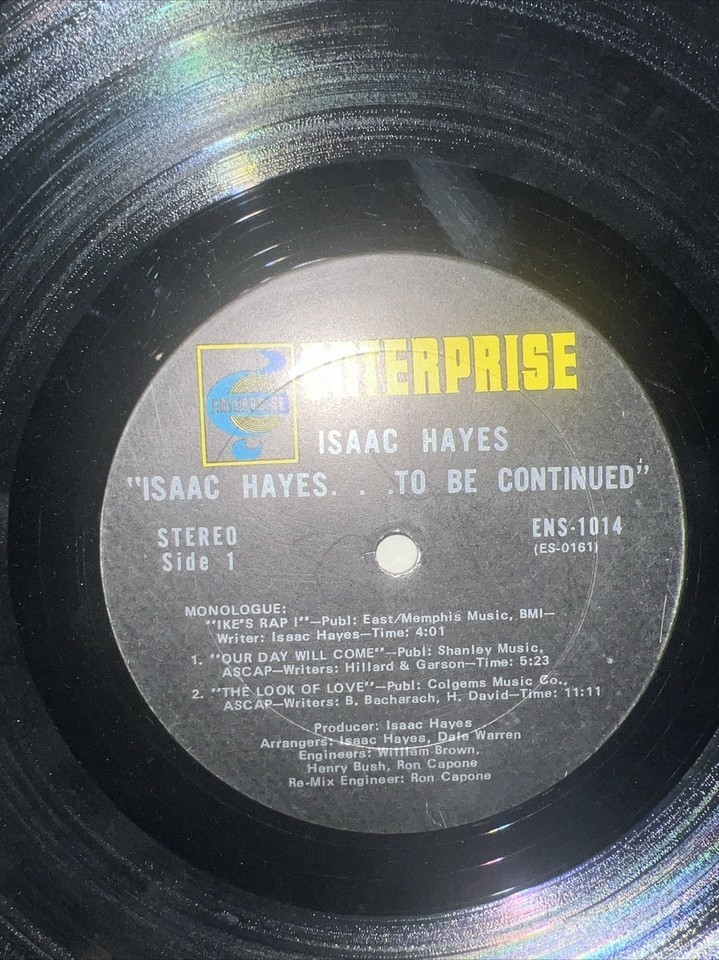 ENTERPRISE
ENTERPRISE
ISAAC HAYES
"ISAAC HAYES. . .TO BE CONTINUED"
STEREO
Side 1
ENS-1014
(ES-0161)
MONOLOGUE:
"IKE'S RAP I"—Publ: East/Memphis Music, BMI—
Writer: Isaac Hayes—Time: 4:01
1. "OUR DAY WILL COME"—Publ: Shanley Music,
ASCAP—Writers: Hillard & Garson—Time: 5:23
2. "THE LOOK OF LOVE"—Publ: Colgems Music Co.,
ASCAP—Writers: B. Bacharach, H. David—Time: 11:11
Producer: Isaac Hayes
Arrangers: Isaac Hayes, Dale Warren
Engineers: William Brown,
Henry Bush, Ron Capone
Re-Mix Engineer: Ron Capone